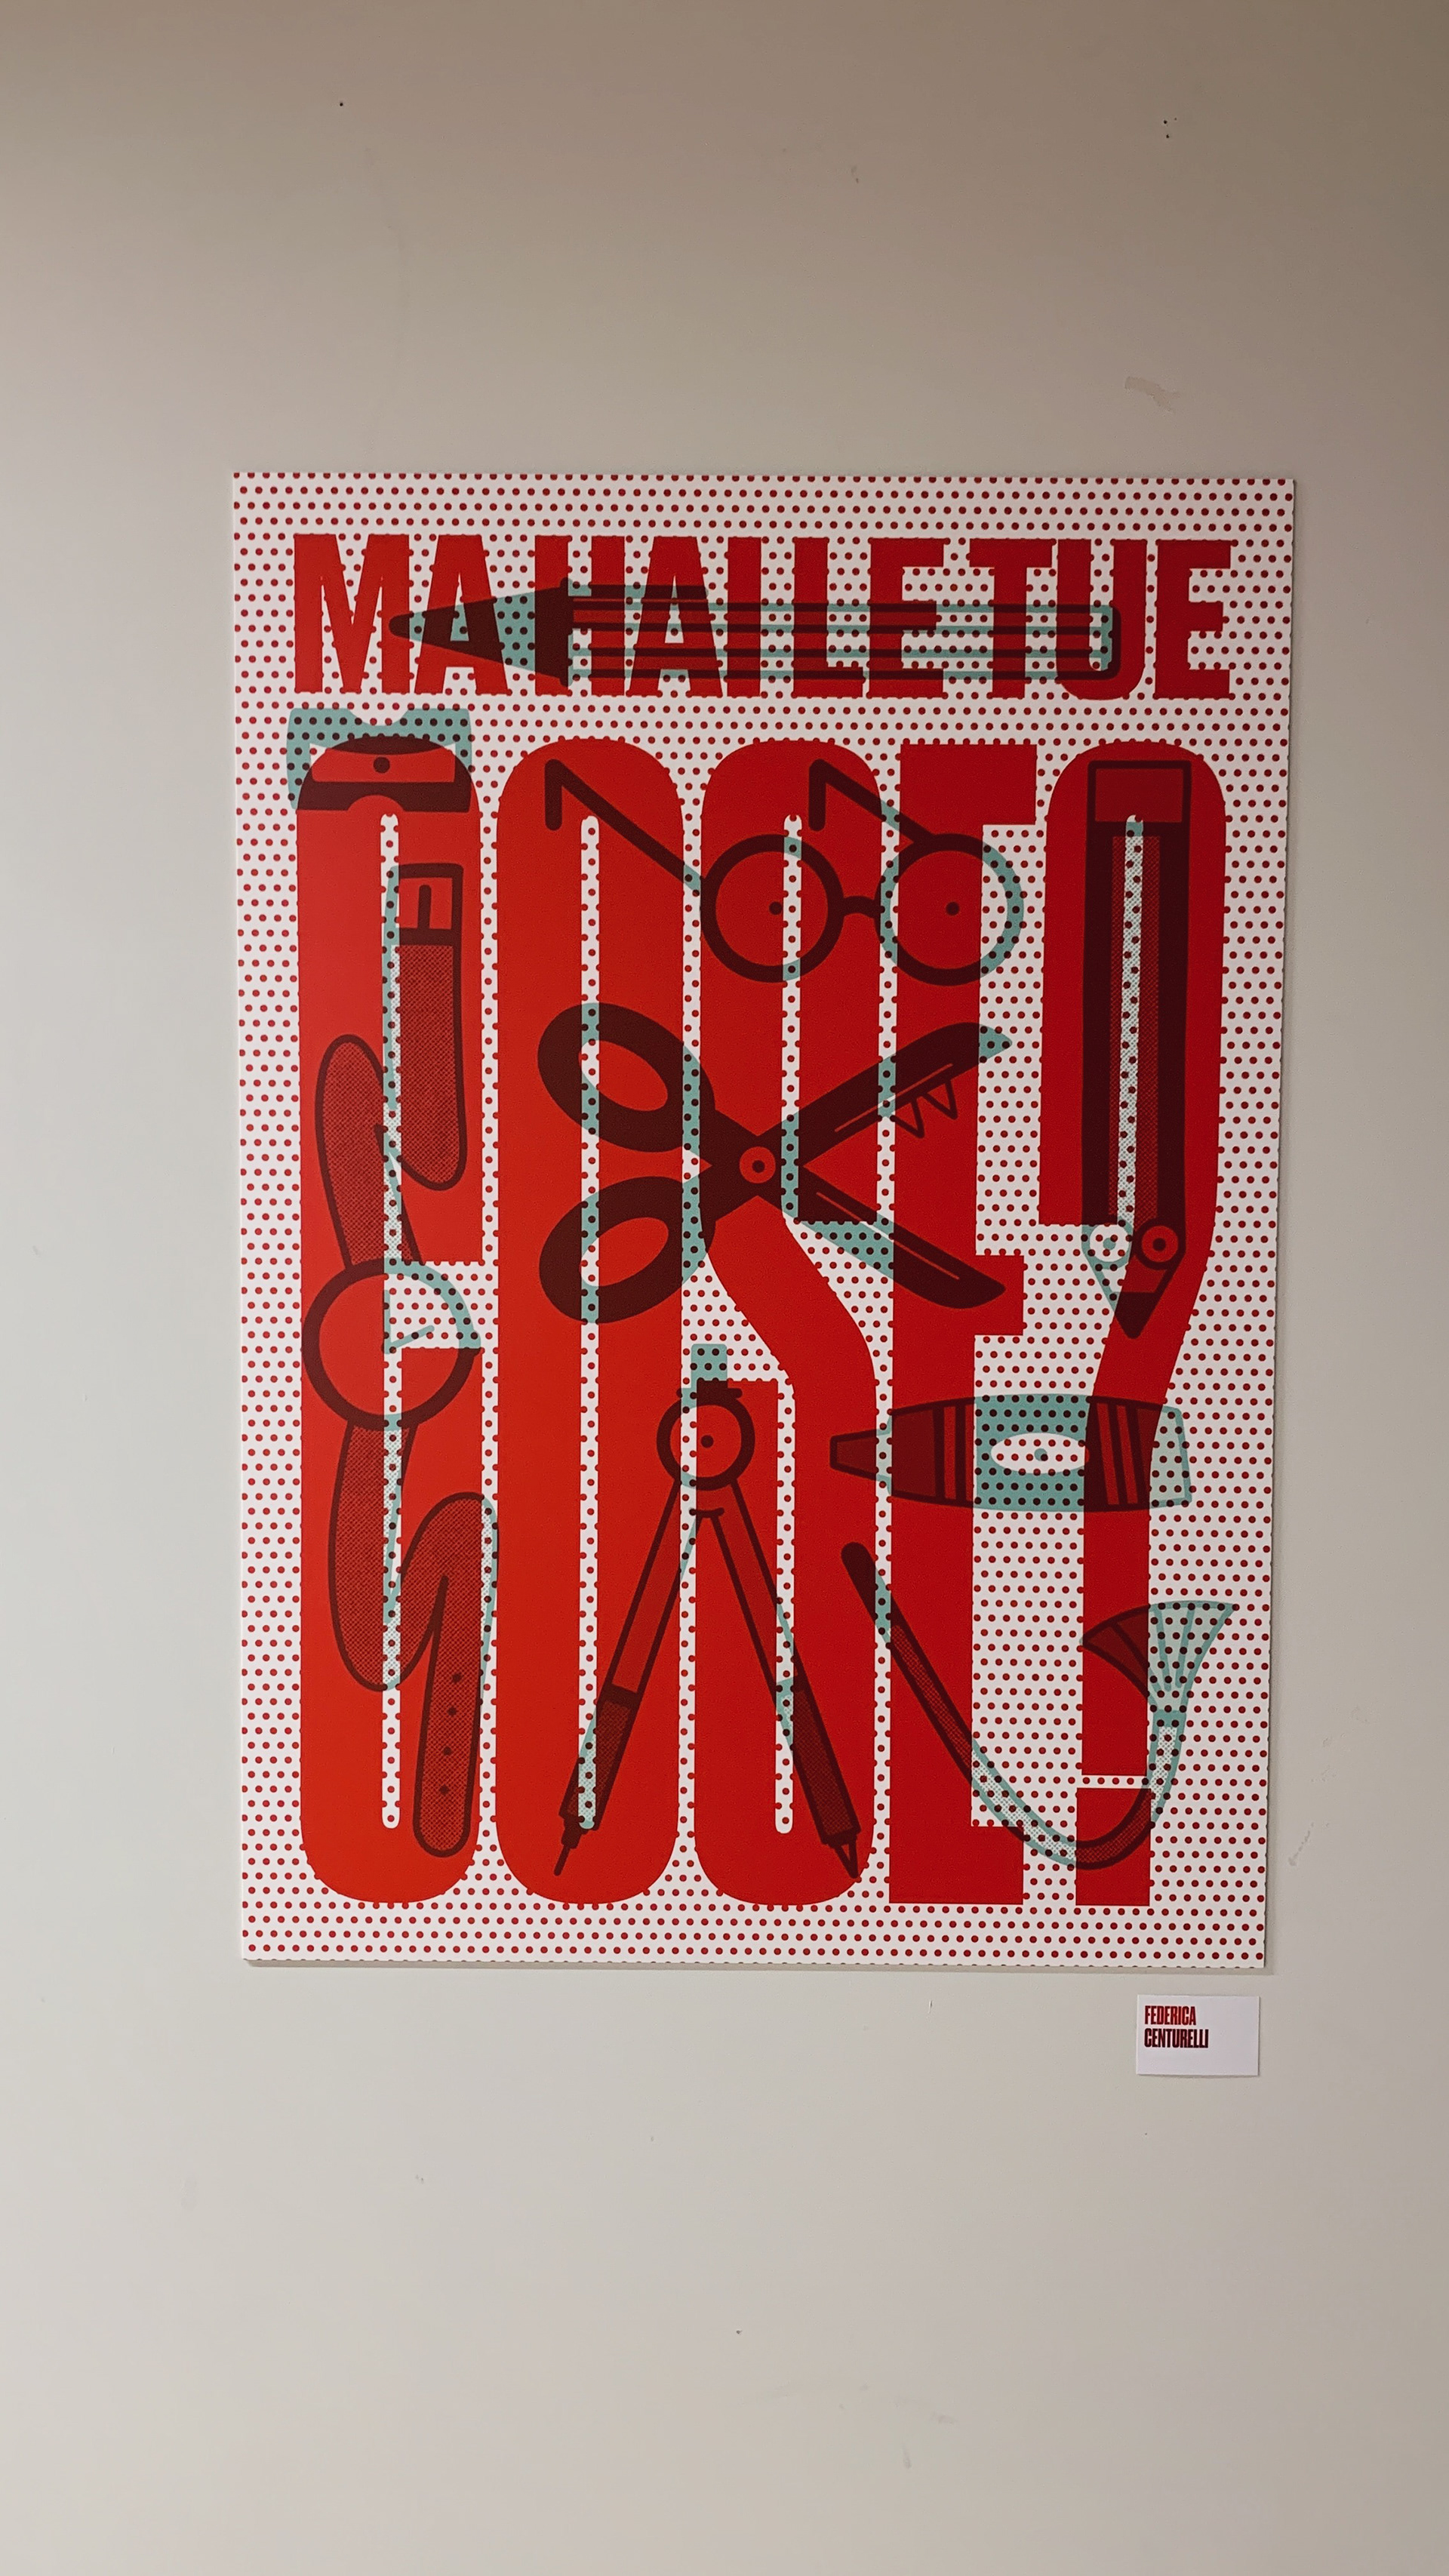 MA HAI LE TUE
COSE?
FEDERICA
CENTURELLI